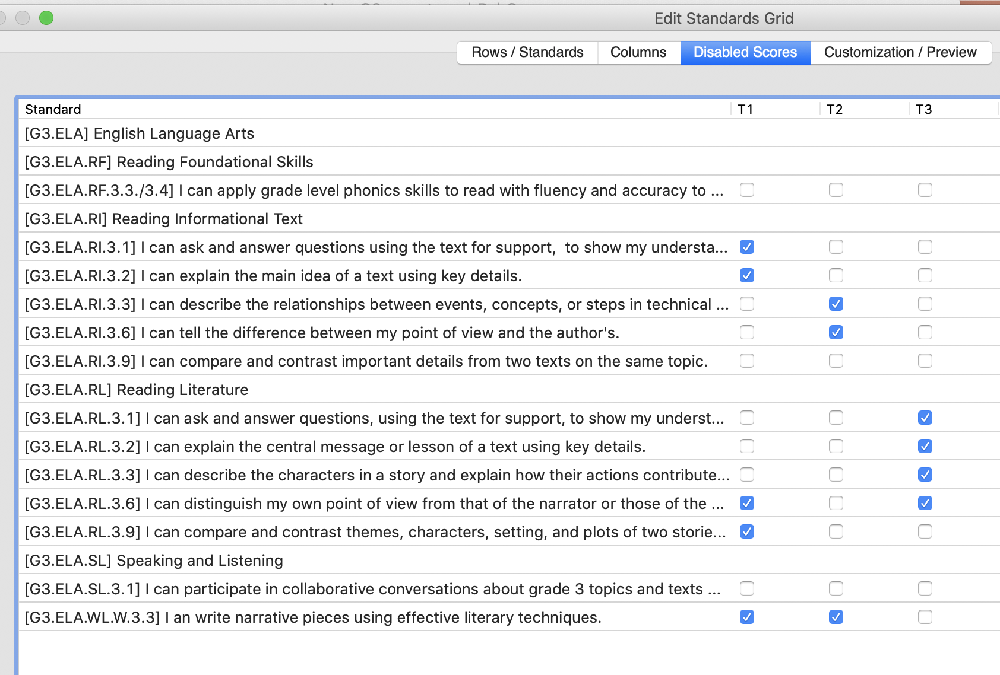 Edit Standards Grid
Rows / Standards Columns Disabled Scores Customization / Preview
Standard T1 T2 T3
[G3.ELA] English Language Arts
[G3.ELA.RF] Reading Foundational Skills
[G3.ELA.RF.3.3./3.4] I can apply grade level phonics skills to read with fluency and accuracy to ...
[G3.ELA.RI] Reading Informational Text
[G3.ELA.RI.3.1] I can ask and answer questions using the text for support,  to show my understa...
[G3.ELA.RI.3.2] I can explain the main idea of a text using key details.
[G3.ELA.RI.3.3] I can describe the relationships between events, concepts, or steps in technical ...
[G3.ELA.RI.3.6] I can tell the difference between my point of view and the author's.
[G3.ELA.RI.3.9] I can compare and contrast important details from two texts on the same topic.
[G3.ELA.RL] Reading Literature
[G3.ELA.RL.3.1] I can ask and answer questions, using the text for support, to show my underst...
[G3.ELA.RL.3.2] I can explain the central message or lesson of a text using key details.
[G3.ELA.RL.3.3] I can describe the characters in a story and explain how their actions contribute...
[G3.ELA.RL.3.6] I can distinguish my own point of view from that of the narrator or those of the ...
[G3.ELA.RL.3.9] I can compare and contrast themes, characters, setting, and plots of two storie...
[G3.ELA.SL] Speaking and Listening
[G3.ELA.SL.3.1] I can participate in collaborative conversations about grade 3 topics and texts ...
[G3.ELA.WL.W.3.3] I an write narrative pieces using effective literary techniques.